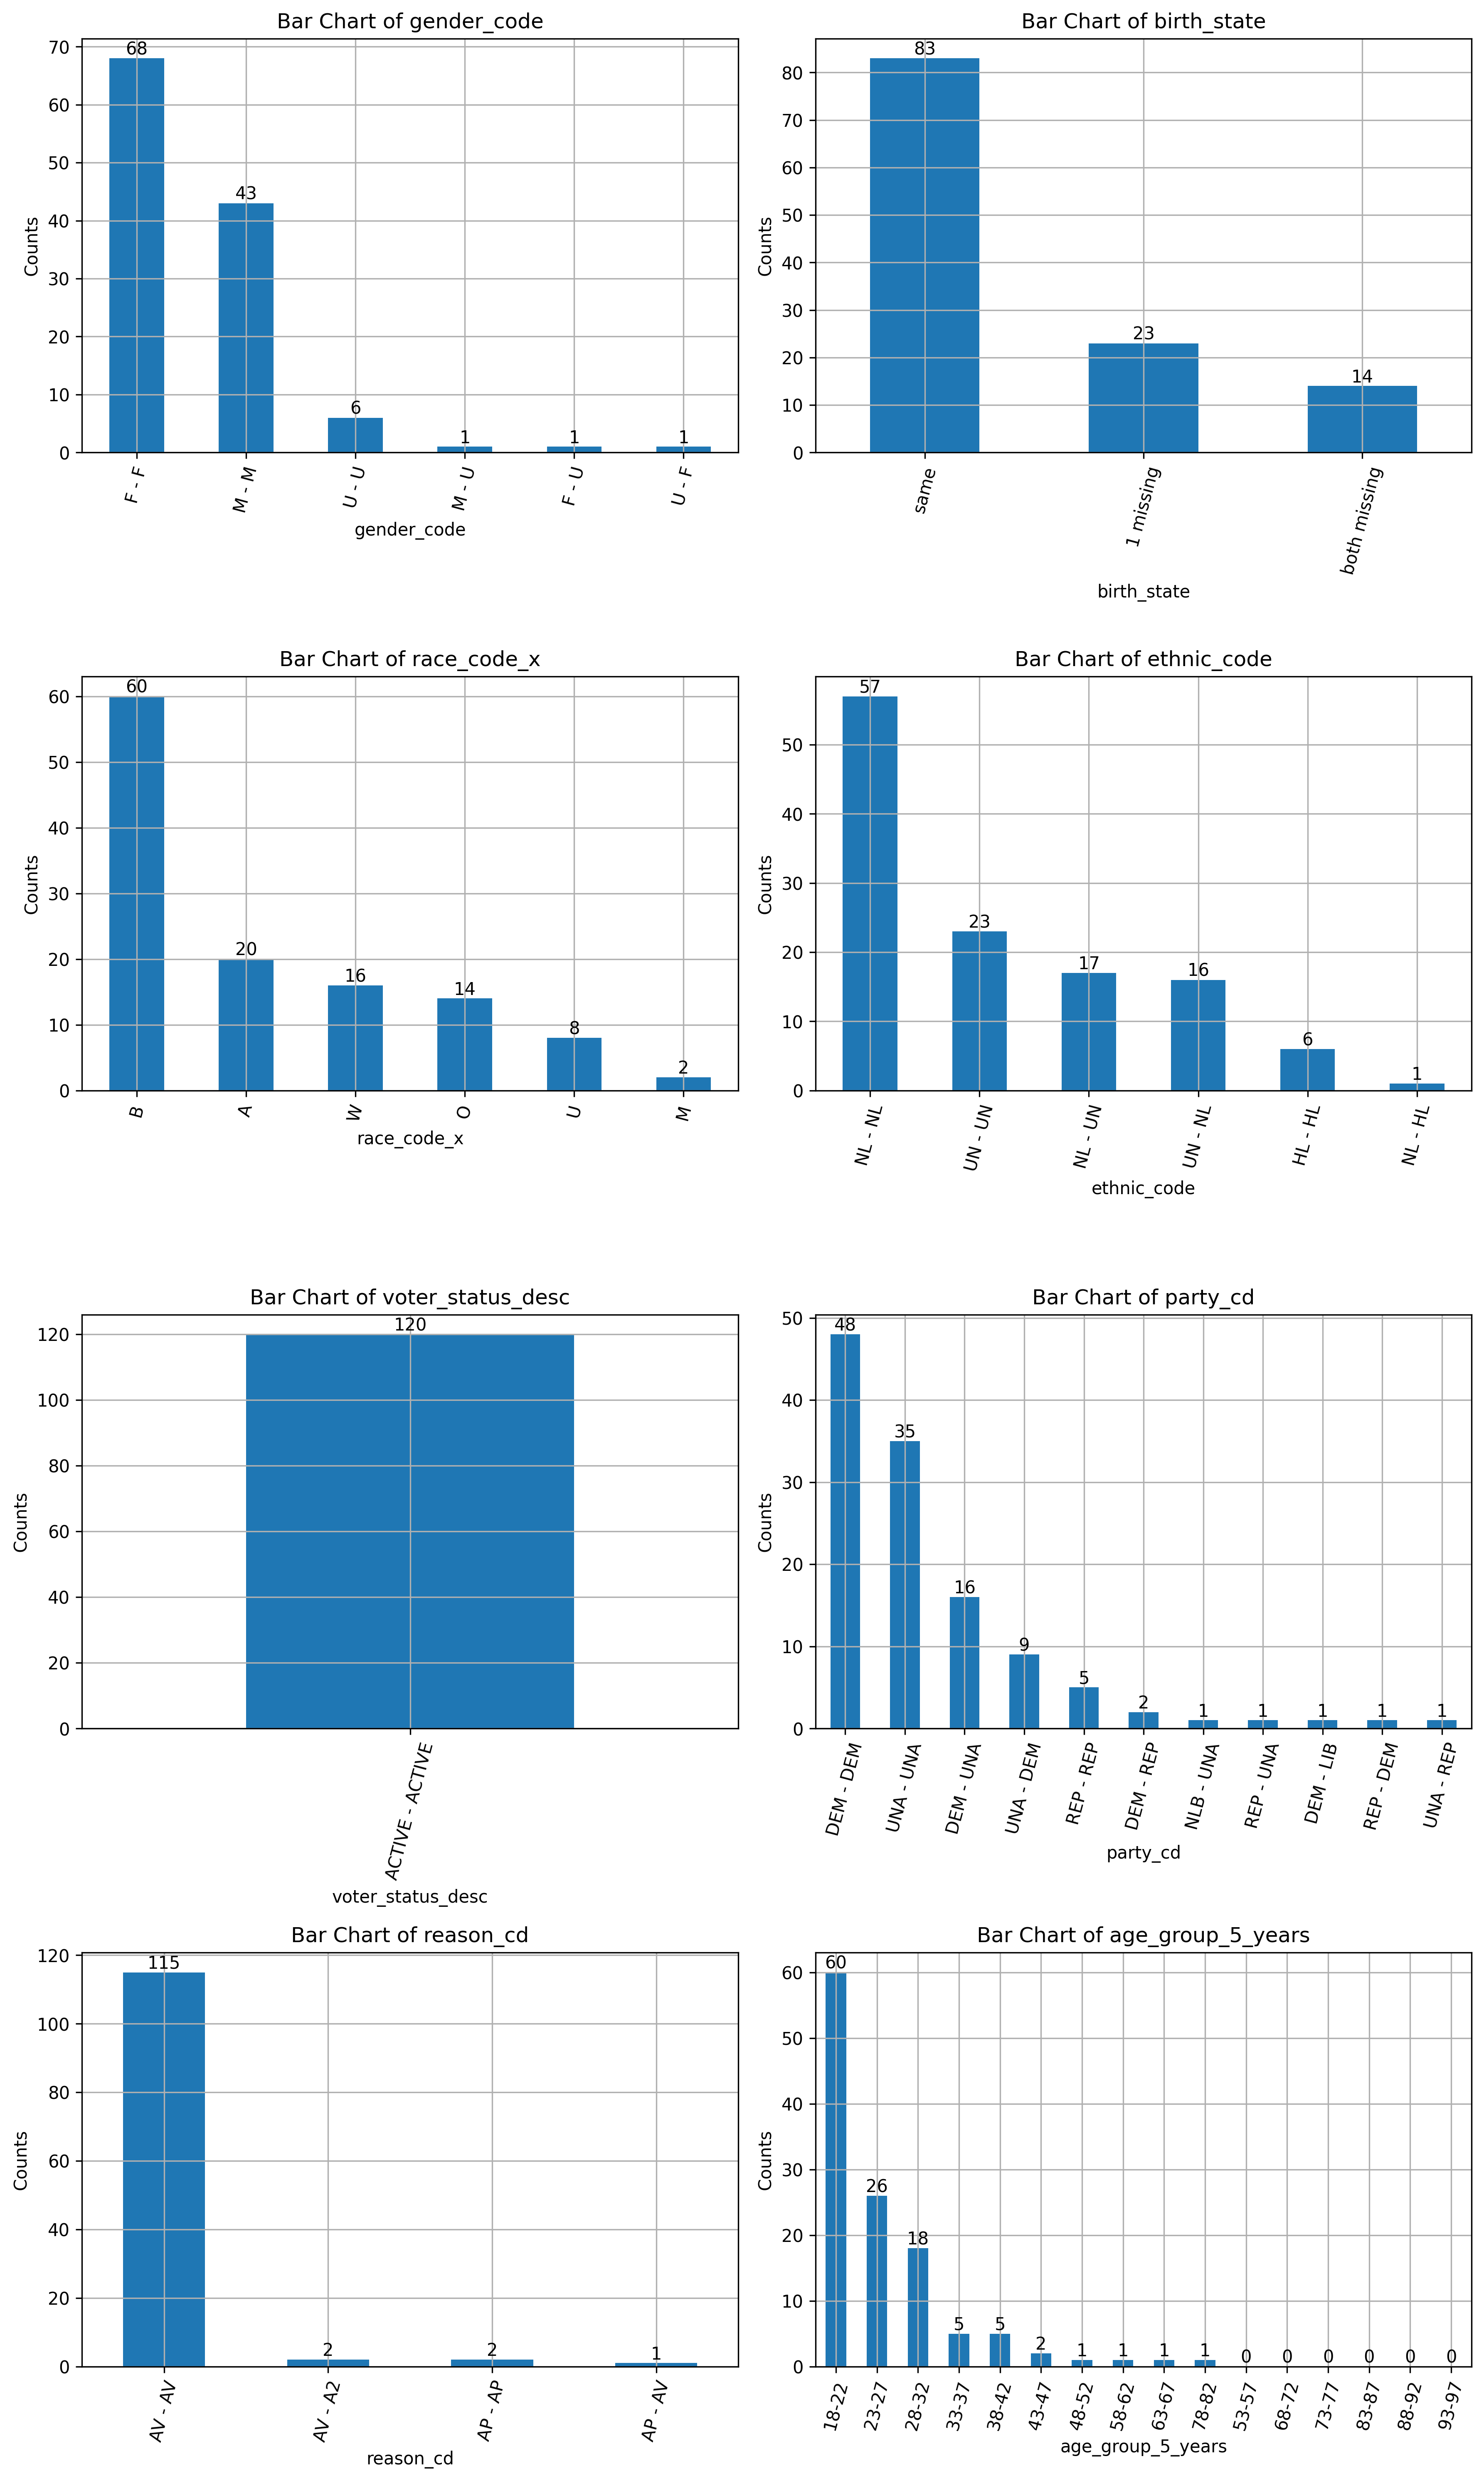 Bar Chart of gender_code
70
60
50
40
30
20
10
0
Counts
68
43
6
1
1
1
F - F
M - M
U - U
M - U
F - U
U - F
gender_code
Bar Chart of birth_state
80
70
60
50
40
30
20
10
0
Counts
83
23
14
same
1 missing
both missing
birth_state
Bar Chart of race_code_x
60
50
40
30
20
10
0
Counts
60
20
16
14
8
2
B
A
W
O
U
M
race_code_x
Bar Chart of ethnic_code
50
40
30
20
10
0
Counts
57
23
17
16
6
1
NL - NL
UN - UN
NL - UN
UN - NL
HL - HL
NL - HL
ethnic_code
Bar Chart of voter_status_desc
120
100
80
60
40
20
0
Counts
120
ACTIVE - ACTIVE
voter_status_desc
Bar Chart of party_cd
50
40
30
20
10
0
Counts
48
35
16
9
5
2
1
1
1
1
1
DEM - DEM
UNA - UNA
DEM - UNA
UNA - DEM
REP - REP
DEM - REP
NLB - UNA
REP - UNA
DEM - LIB
REP - DEM
UNA - REP
party_cd
Bar Chart of reason_cd
120
100
80
60
40
20
0
Counts
115
2
2
1
AV - AV
AV - A2
AP - AP
AP - AV
reason_cd
Bar Chart of age_group_5_years
60
50
40
30
20
10
0
Counts
60
26
18
5
5
2
1
1
1
1
0
0
0
0
0
0
18-22
23-27
28-32
33-37
38-42
43-47
48-52
58-62
63-67
78-82
53-57
68-72
73-77
83-87
88-92
93-97
age_group_5_years